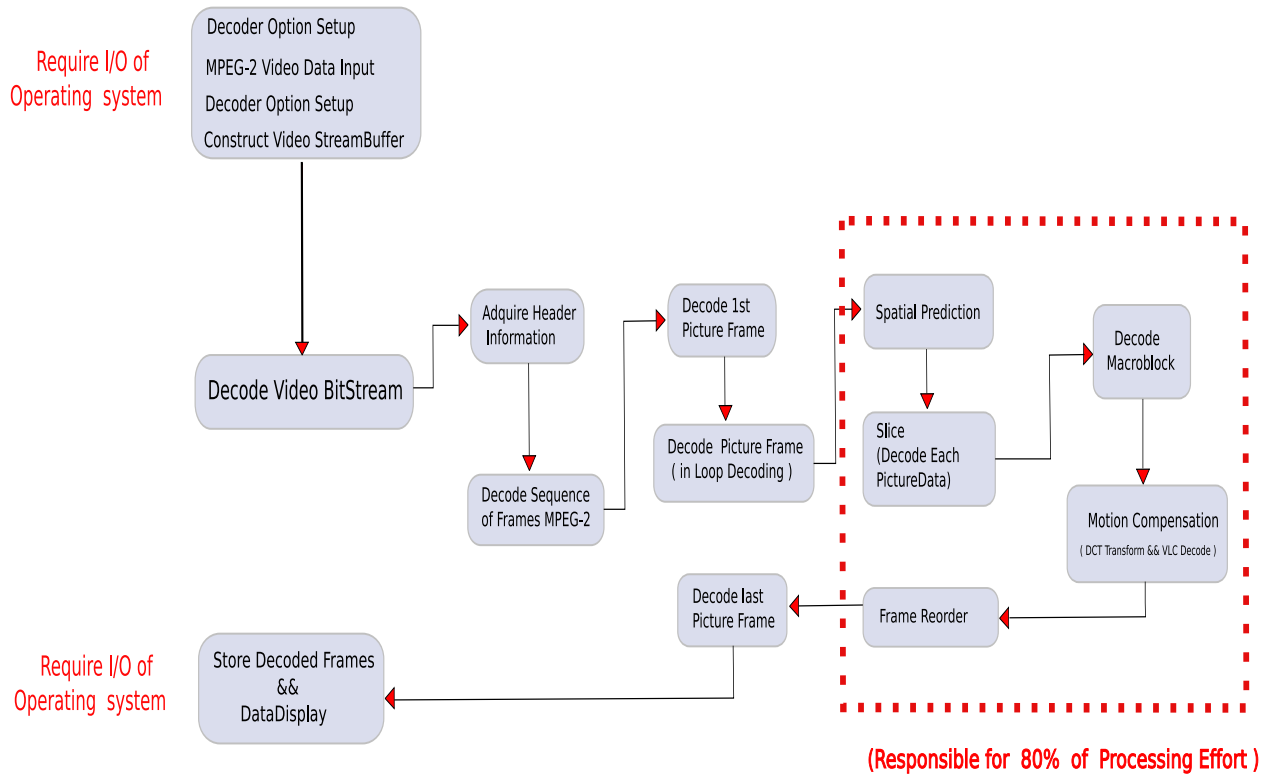 Require I/O of
Operating system
Decoder Option Setup
MPEG-2 Video Data Input
Decoder Option Setup
Construct Video StreamBuffer
Decode Video BitStream
Adquire Header
Information
Decode Sequence
of Frames MPEG-2
Decode 1st
Picture Frame
Decode Picture Frame
( in Loop Decoding )
Spatial Prediction
Slice
(Decode Each
PictureData)
Decode
Macroblock
Motion Compensation
( DCT Transform && VLC Decode )
Frame Reorder
Decode last
Picture Frame
Require I/O of
Operating system
Store Decoded Frames
&&
DataDisplay
(Responsible for 80% of Processing Effort )